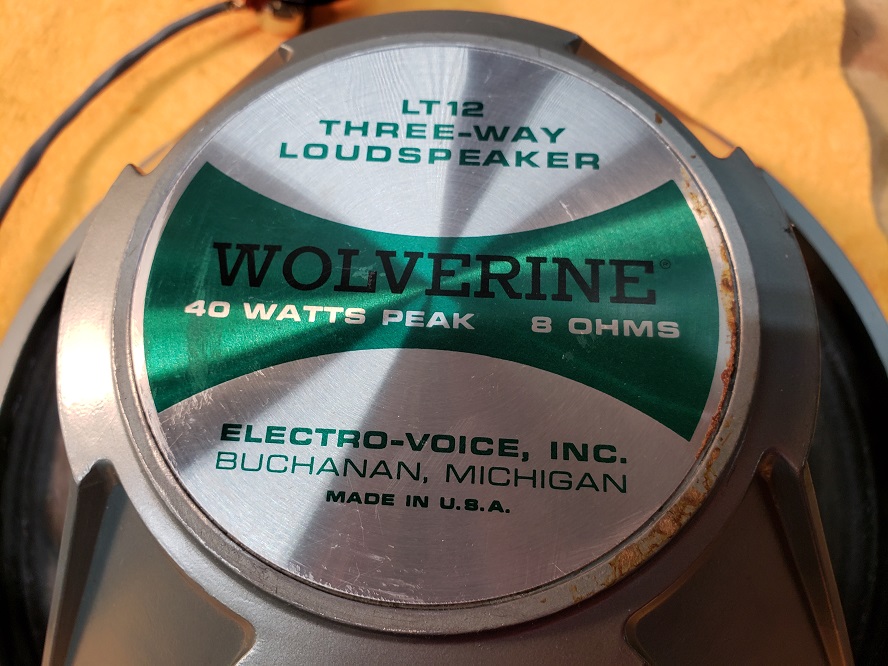 LT12
THREE-WAY
LOUDSPEAKER
WOLVERINE®
40 WATTS PEAK 8 OHMS
ELECTRO-VOICE, INC.
BUCHANAN, MICHIGAN
MADE IN U.S.A.